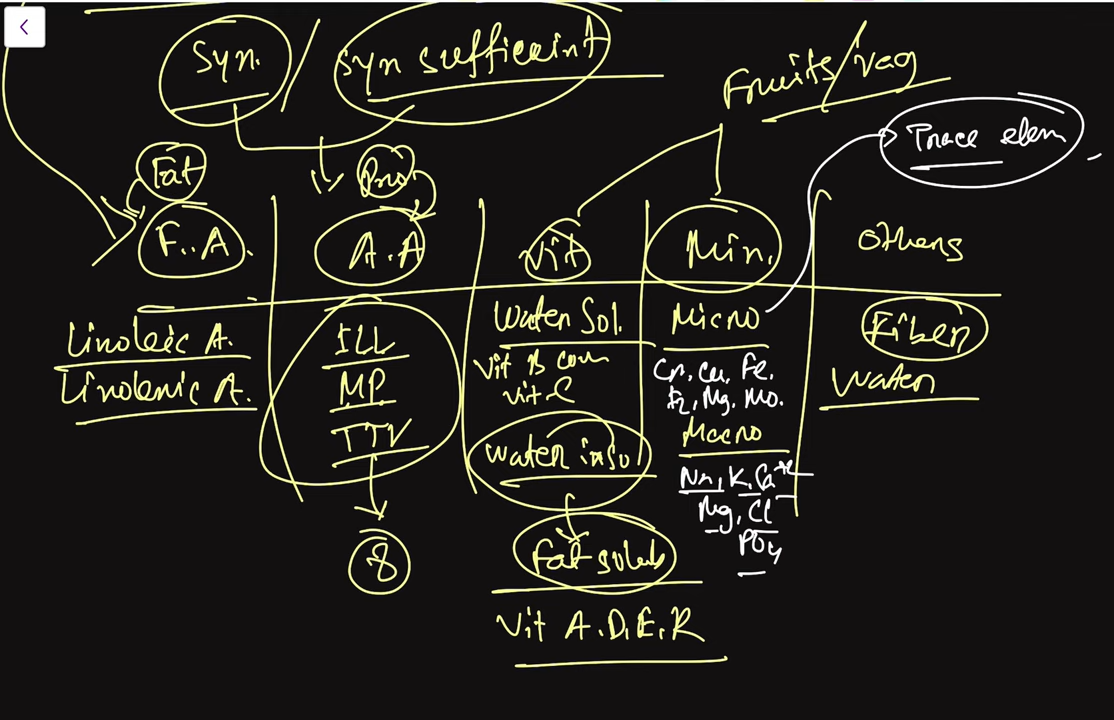 Syn. / Syn sufficaint
Fruits/veg
Trace elem
Fat
Pro
F.A.
A.A
Vit
Min.
Others
Linoleic A.
Linolenic A.
ILL
MP.
TTV
8
Water Sol.
Vit B com
Vit-C
Water insol
Fat solub
Vit A.D.E.K
Micro
Cr, Cu, Fe,
Mo.
Macro
Na, K, Ca++
Mg, Cl
PO4
Fiber
Water